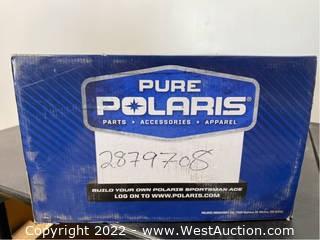 PURE
POLARIS®
PARTS • ACCESSORIES • APPAREL
2879708
BUILD YOUR OWN POLARIS SPORTSMAN ACE
LOG ON TO WWW.POLARIS.COM
Copyright 2022 - WestAuction.com